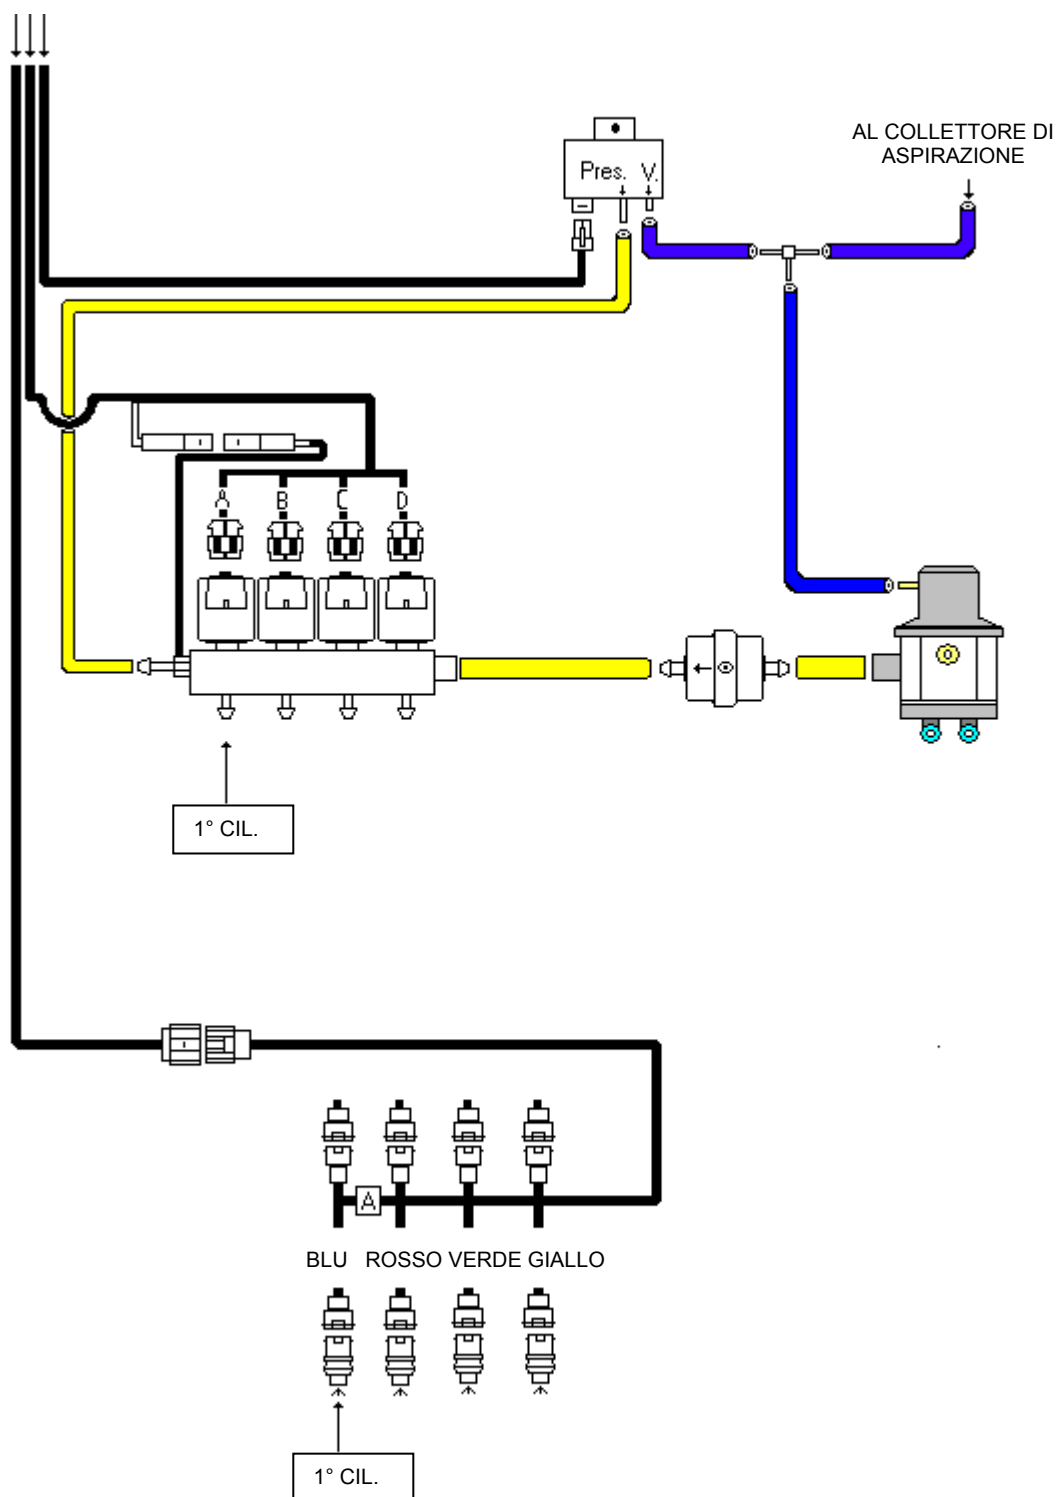 AL COLLETTORE DI
ASPIRAZIONE
Pres. V.
A B C D
1° CIL.
A
BLU ROSSO VERDE GIALLO
1° CIL.